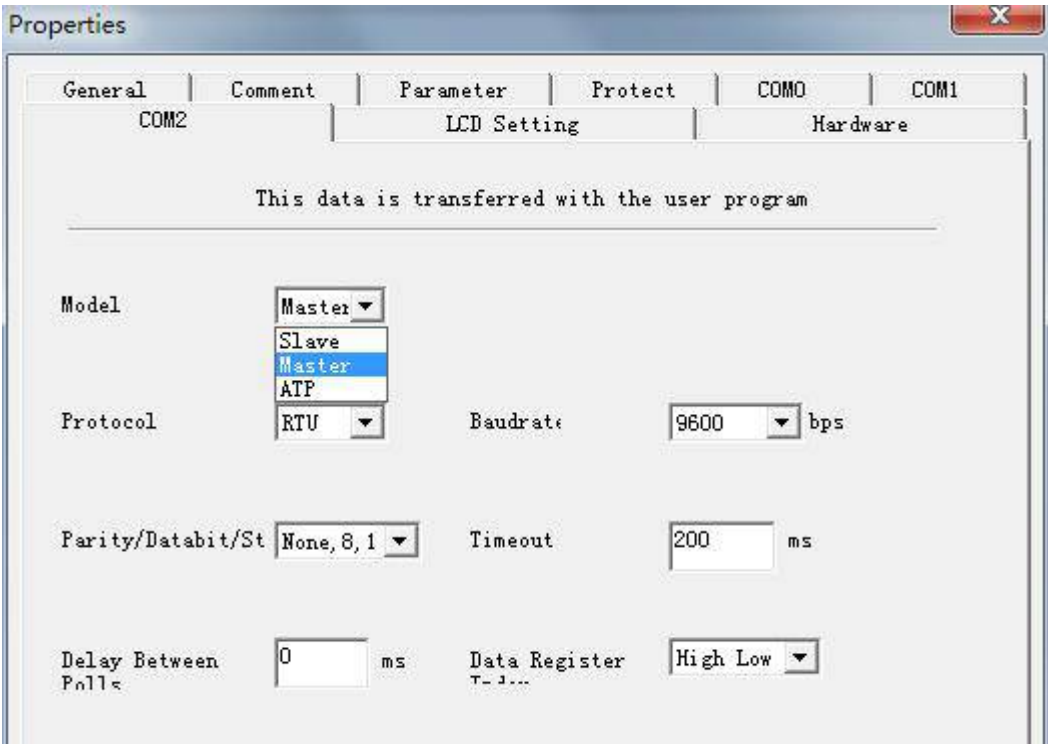 Properties
General Comment Parameter Protect COM0 COM1
COM2 LCD Setting Hardware
This data is transferred with the user program
Model Master
Slave
Master
ATP
Protocol RTU Baudrate 9600 bps
Parity/Databit/St None,8,1 Timeout 200 ms
Delay Between 0 ms Data Register High Low
Polls